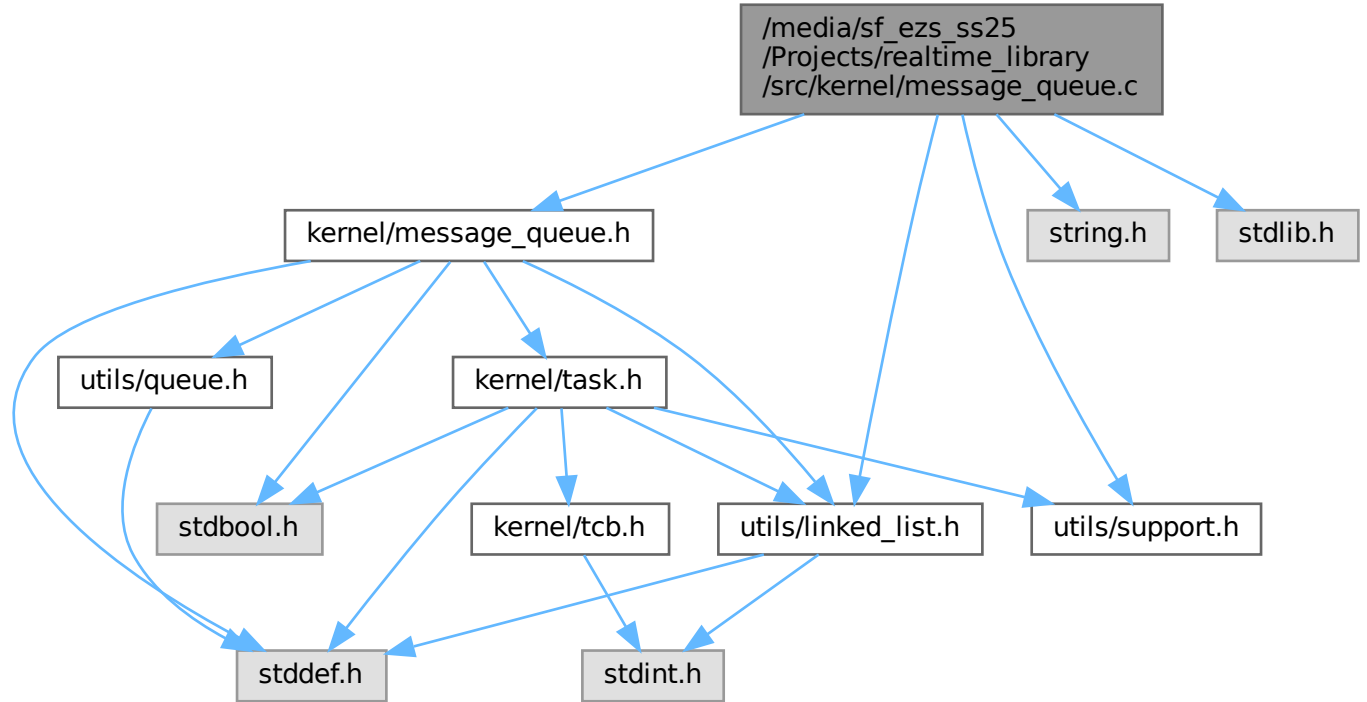 /media/sf_ezs_ss25
/Projects/realtime_library
/src/kernel/message_queue.c
kernel/message_queue.h
string.h
stdlib.h
utils/queue.h
kernel/task.h
stdbool.h
kernel/tcb.h
utils/linked_list.h
utils/support.h
stddef.h
stdint.h